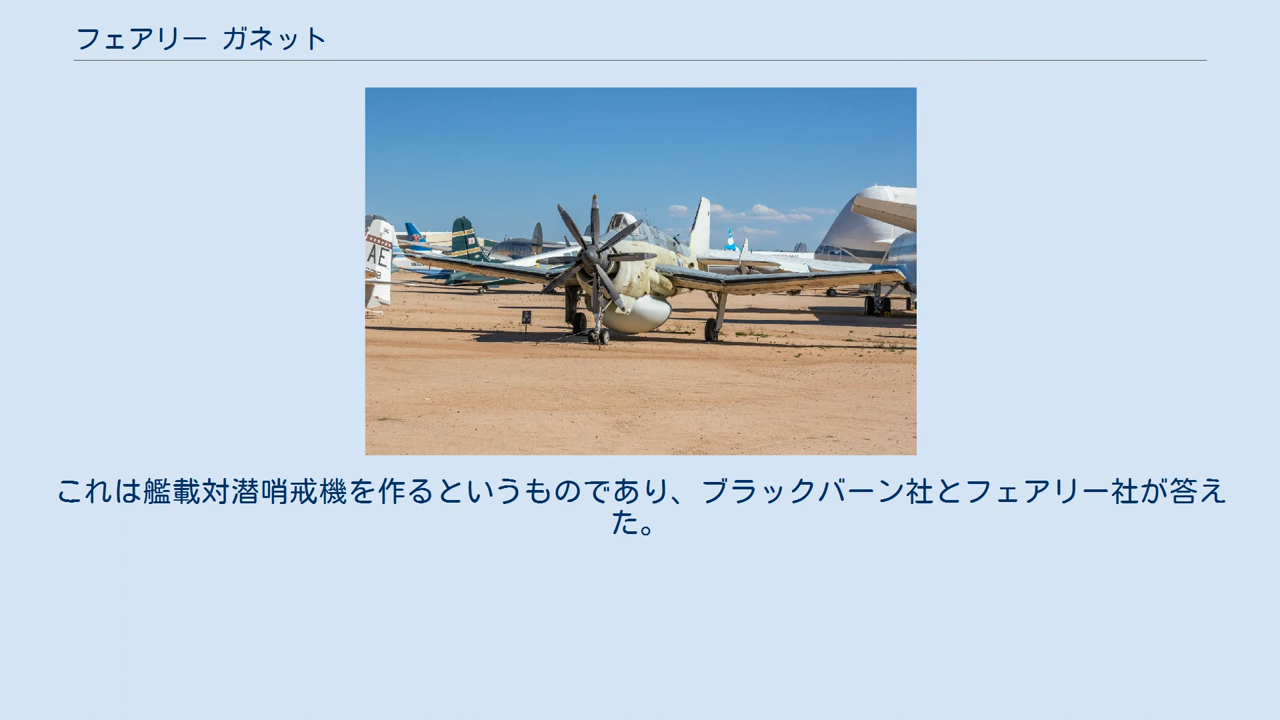 フェアリー ガネット
AE
これは艦載対潜哨戒機を作るというものであり、ブラックバーン社とフェアリー社が答え
た。